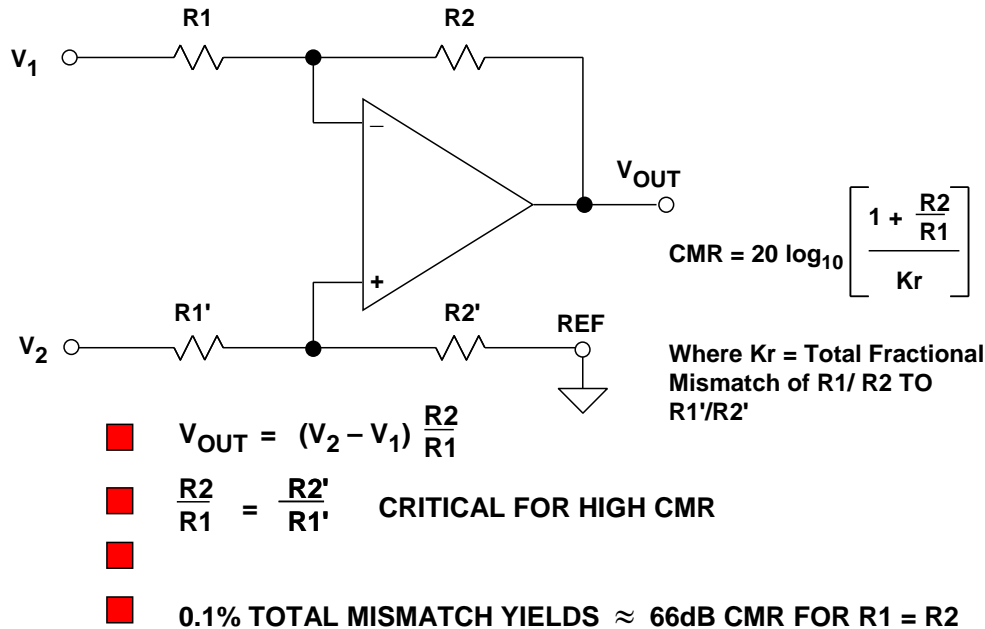 R1
R2
V1
−
VOUT
+
R1'
R2'
REF
V2
CMR = 20 log10 [ 1 + R2/R1 / Kr ]
Where Kr = Total Fractional
Mismatch of R1/ R2 TO
R1'/R2'
VOUT = (V2 – V1) R2/R1
R2/R1 = R2'/R1' CRITICAL FOR HIGH CMR
0.1% TOTAL MISMATCH YIELDS ≈ 66dB CMR FOR R1 = R2